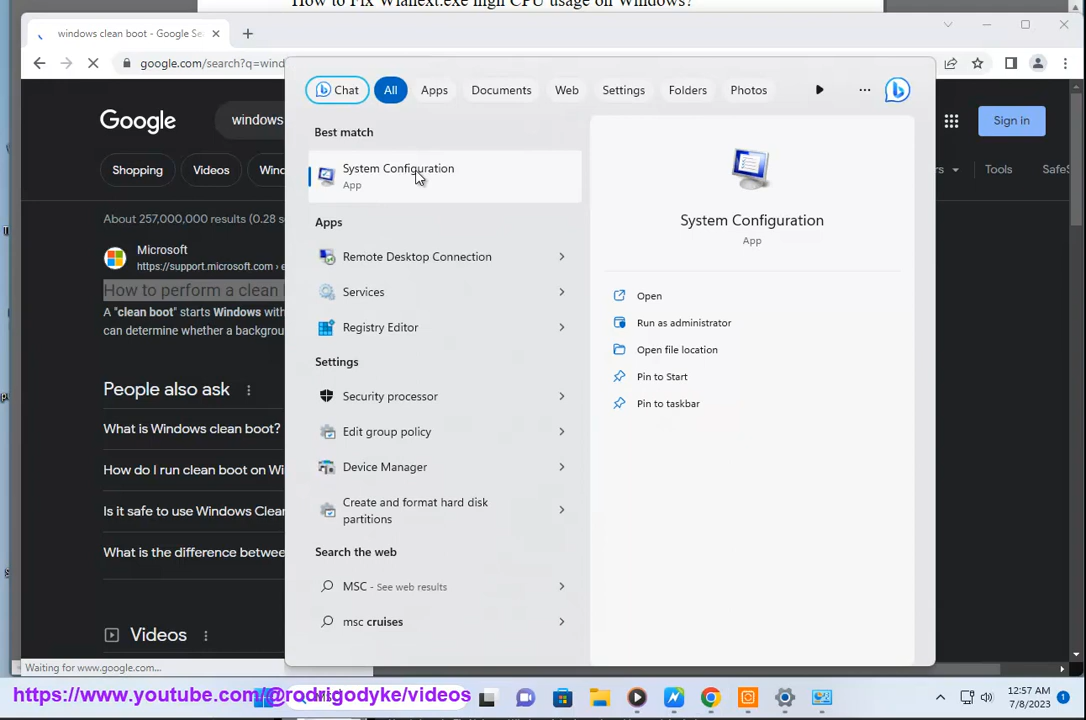 How to Fix Wlanext.exe high CPU usage on Windows?
windows clean boot - Google Se
google.com/search?q=wind
Chat
All
Apps
Documents
Web
Settings
Folders
Photos
Google
windows
Sign in
Best match
System Configuration
App
Shopping
Videos
Wind
Tools
SafeS
System Configuration
App
About 257,000,000 results (0.28 s
Apps
Microsoft
https://support.microsoft.com › e
Remote Desktop Connection
How to perform a clean
Services
A "clean boot" starts Windows with
can determine whether a backgroun
Registry Editor
Open
Run as administrator
Open file location
Pin to Start
Pin to taskbar
Settings
People also ask
Security processor
What is Windows clean boot?
Edit group policy
How do I run clean boot on Wi
Device Manager
Is it safe to use Windows Clean
Create and format hard disk
partitions
What is the difference betwee
Search the web
MSC - See web results
msc cruises
Videos
Waiting for www.google.com...
https://www.youtube.com/@rodrigodyke/videos
12:57 AM
7/8/2023
1